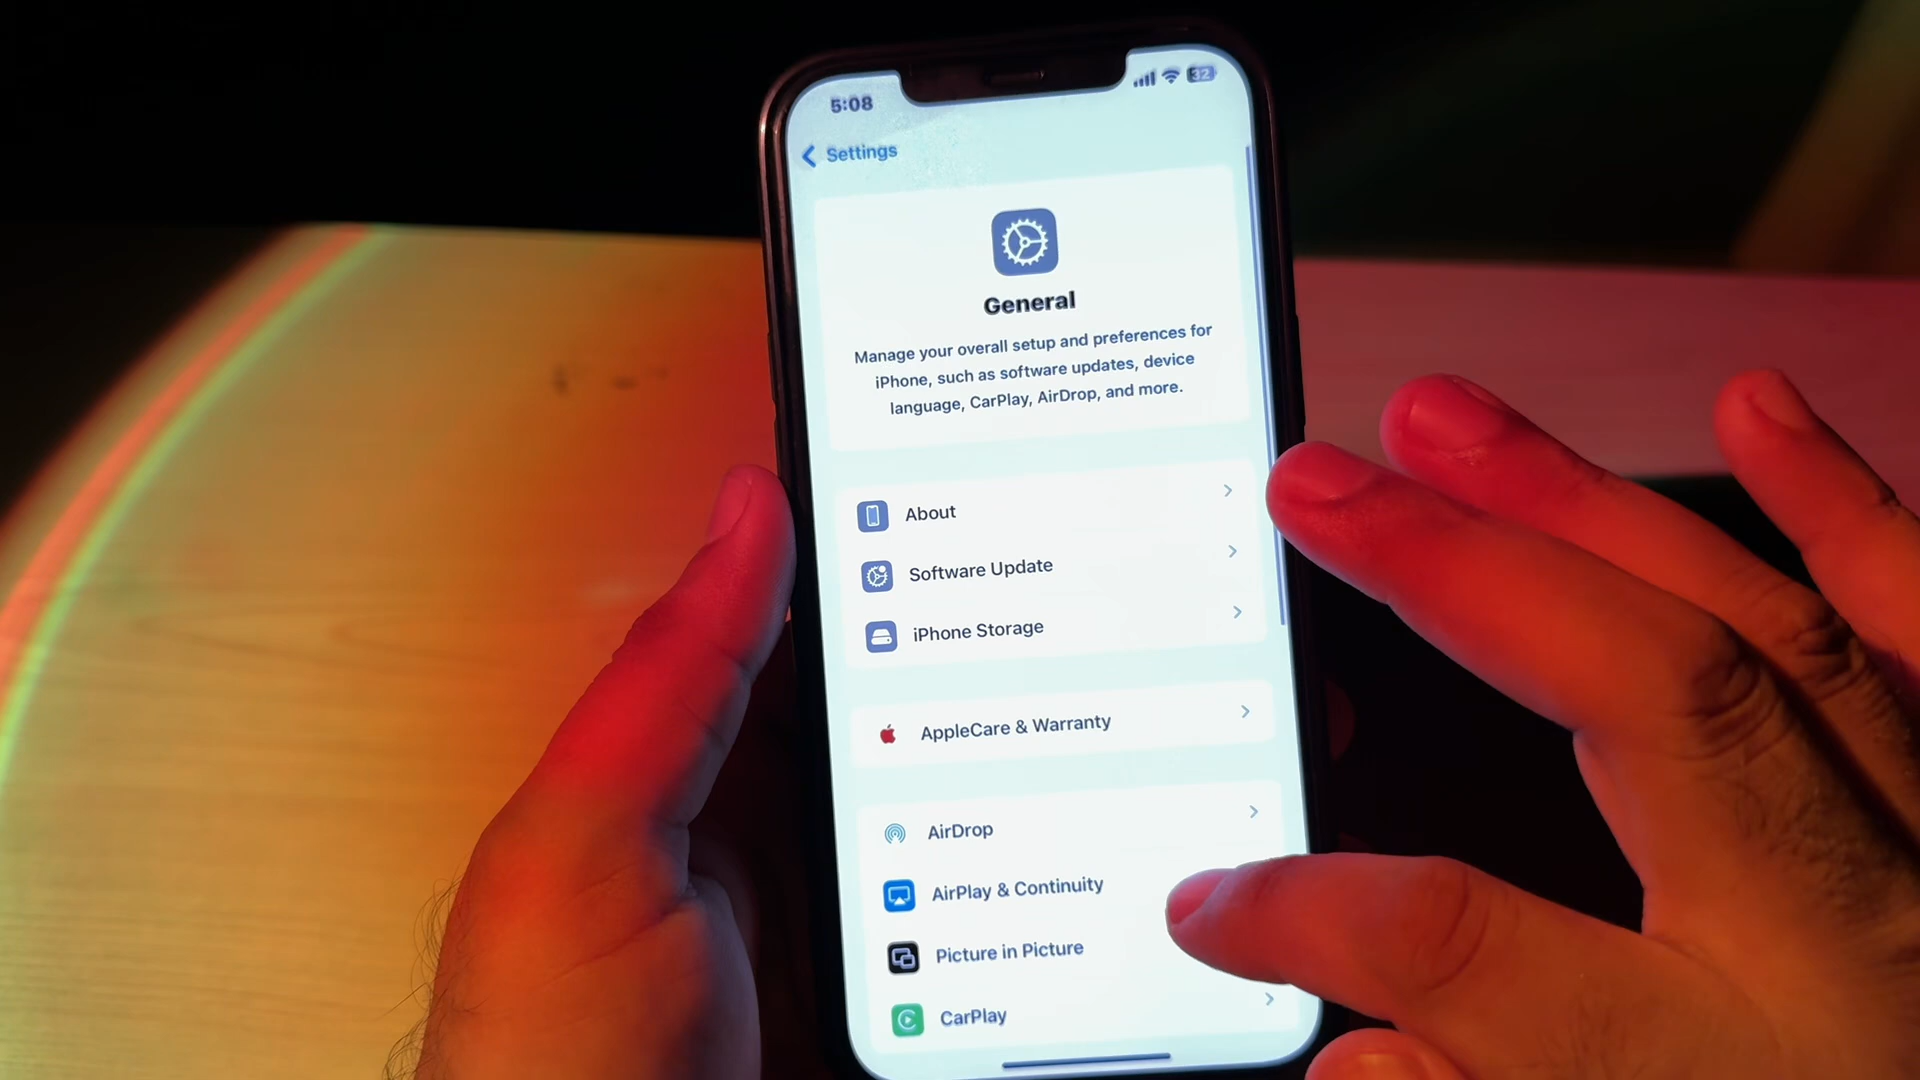 5:08
32
Settings
General
Manage your overall setup and preferences for
iPhone, such as software updates, device
language, CarPlay, AirDrop, and more.
About
Software Update
iPhone Storage
AppleCare & Warranty
AirDrop
AirPlay & Continuity
Picture in Picture
CarPlay